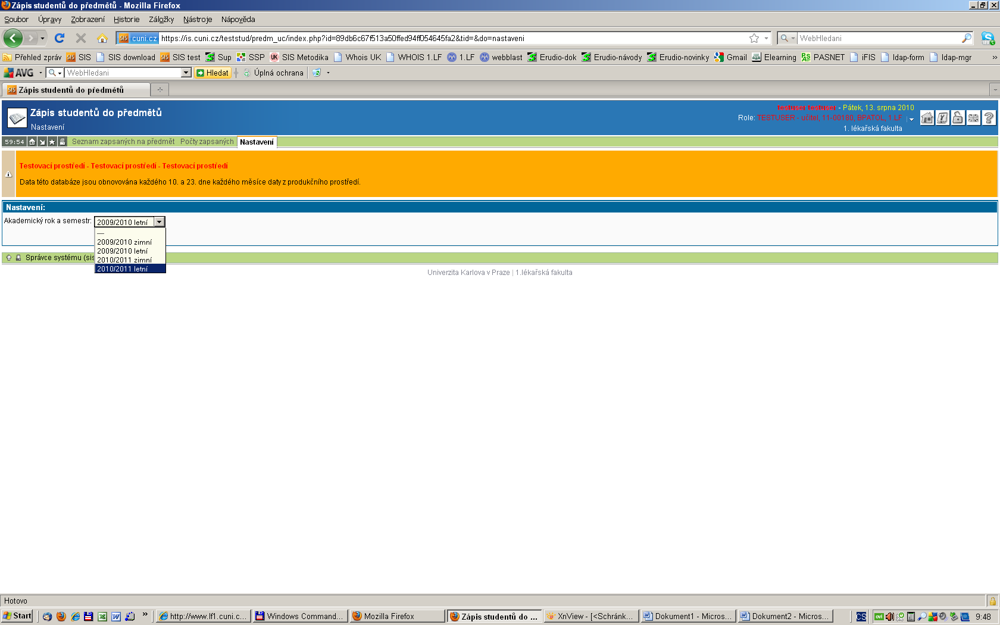 Zápis studentů do předmětů - Mozilla Firefox
Soubor Úpravy Zobrazení Historie Záložky Nástroje Nápověda
SIS cuni.cz https://is.cuni.cz/teststud/predm_uc/index.php?id=89db6c67f513a50ffed94ff054645fa2&tid=&do=nastaveni WebHledani
Přehled zpráv SIS SIS download SIS test Sup SSP SIS Metodika Whois UK WHOIS 1.LF 1.LF webblast Erudio-dok Erudio-návody Erudio-novinky Gmail Elearning PASNET iFIS ldap-form ldap-mgr »
AVG WebHledani Hledat Úplná ochrana
SIS Zápis studentů do předmětů
Zápis studentů do předmětů
Nastavení
testuser testuser - Pátek, 13. srpna 2010
Role: TESTUSER - učitel, 11-00180, BPATOL, 1.LF
1. lékařská fakulta
59:54 Seznam zapsaných na předmět Počty zapsaných Nastavení
Testovací prostředí - Testovací prostředí - Testovací prostředí
Data této databáze jsou obnovována každého 10. a 23. dne každého měsíce daty z produkčního prostředí.
Nastavení:
Akademický rok a semestr: 2009/2010 letní
---
2009/2010 zimní
2009/2010 letní
2010/2011 zimní
2010/2011 letní
Správce systému (sis
Univerzita Karlova v Praze | 1.lékařská fakulta
Hotovo
Start » http://www.lf1.cuni.c... Windows Command... Mozilla Firefox Zápis studentů do ... XnView - [<Schránk... Dokument1 - Micros... Dokument2 - Micros... CS ovi 9:48